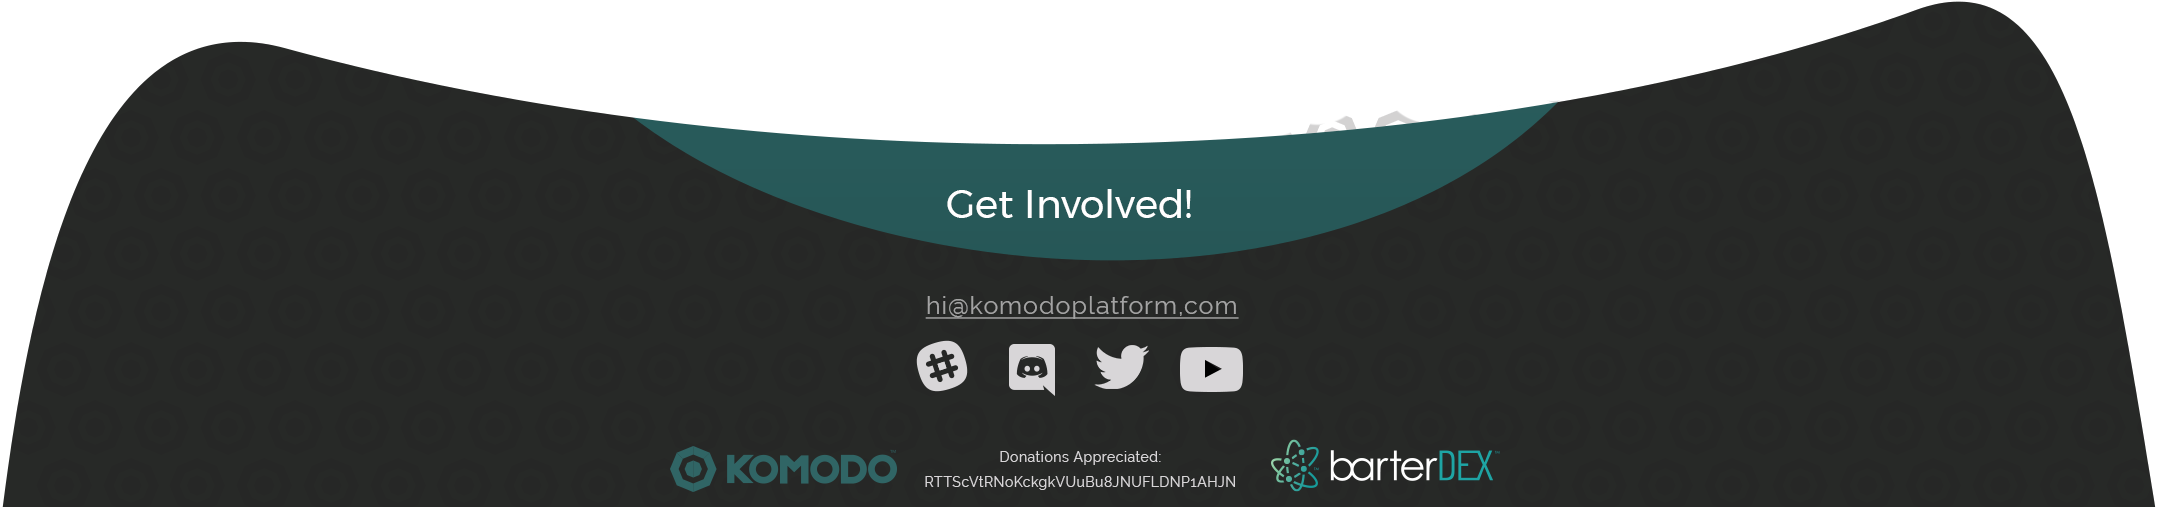 Get Involved!
hi@komodoplatform,com
KOMODO
Donations Appreciated:
RTTScVtRNoKckgkVUuBu8JNUFLDNP1AHJN
barterDEX